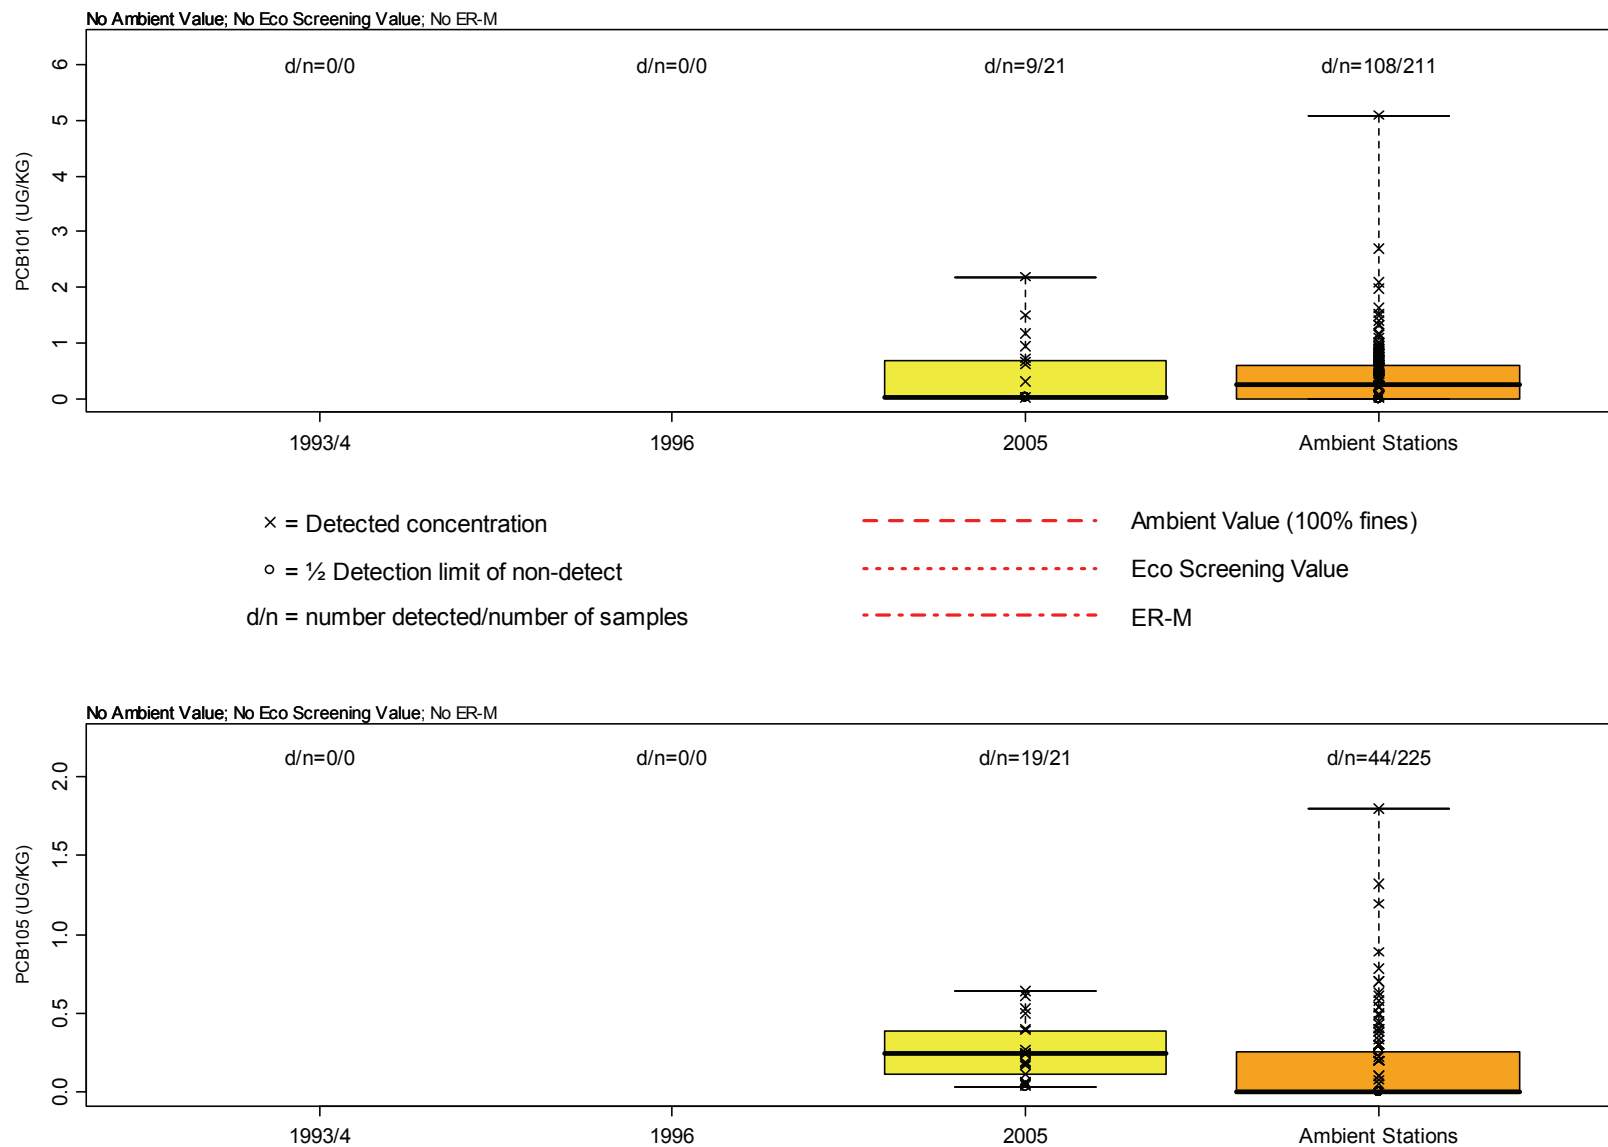 No Ambient Value; No Eco Screening Value; No ER-M
d/n=0/0 d/n=0/0 d/n=9/21 d/n=108/211
PCB101 (UG/KG)
6
5
4
3
2
1
0
1993/4 1996 2005 Ambient Stations
× = Detected concentration
Ambient Value (100% fines)
o = ½ Detection limit of non-detect
Eco Screening Value
d/n = number detected/number of samples
ER-M
No Ambient Value; No Eco Screening Value; No ER-M
d/n=0/0 d/n=0/0 d/n=19/21 d/n=44/225
PCB105 (UG/KG)
2.0
1.5
1.0
0.5
0.0
1993/4 1996 2005 Ambient Stations